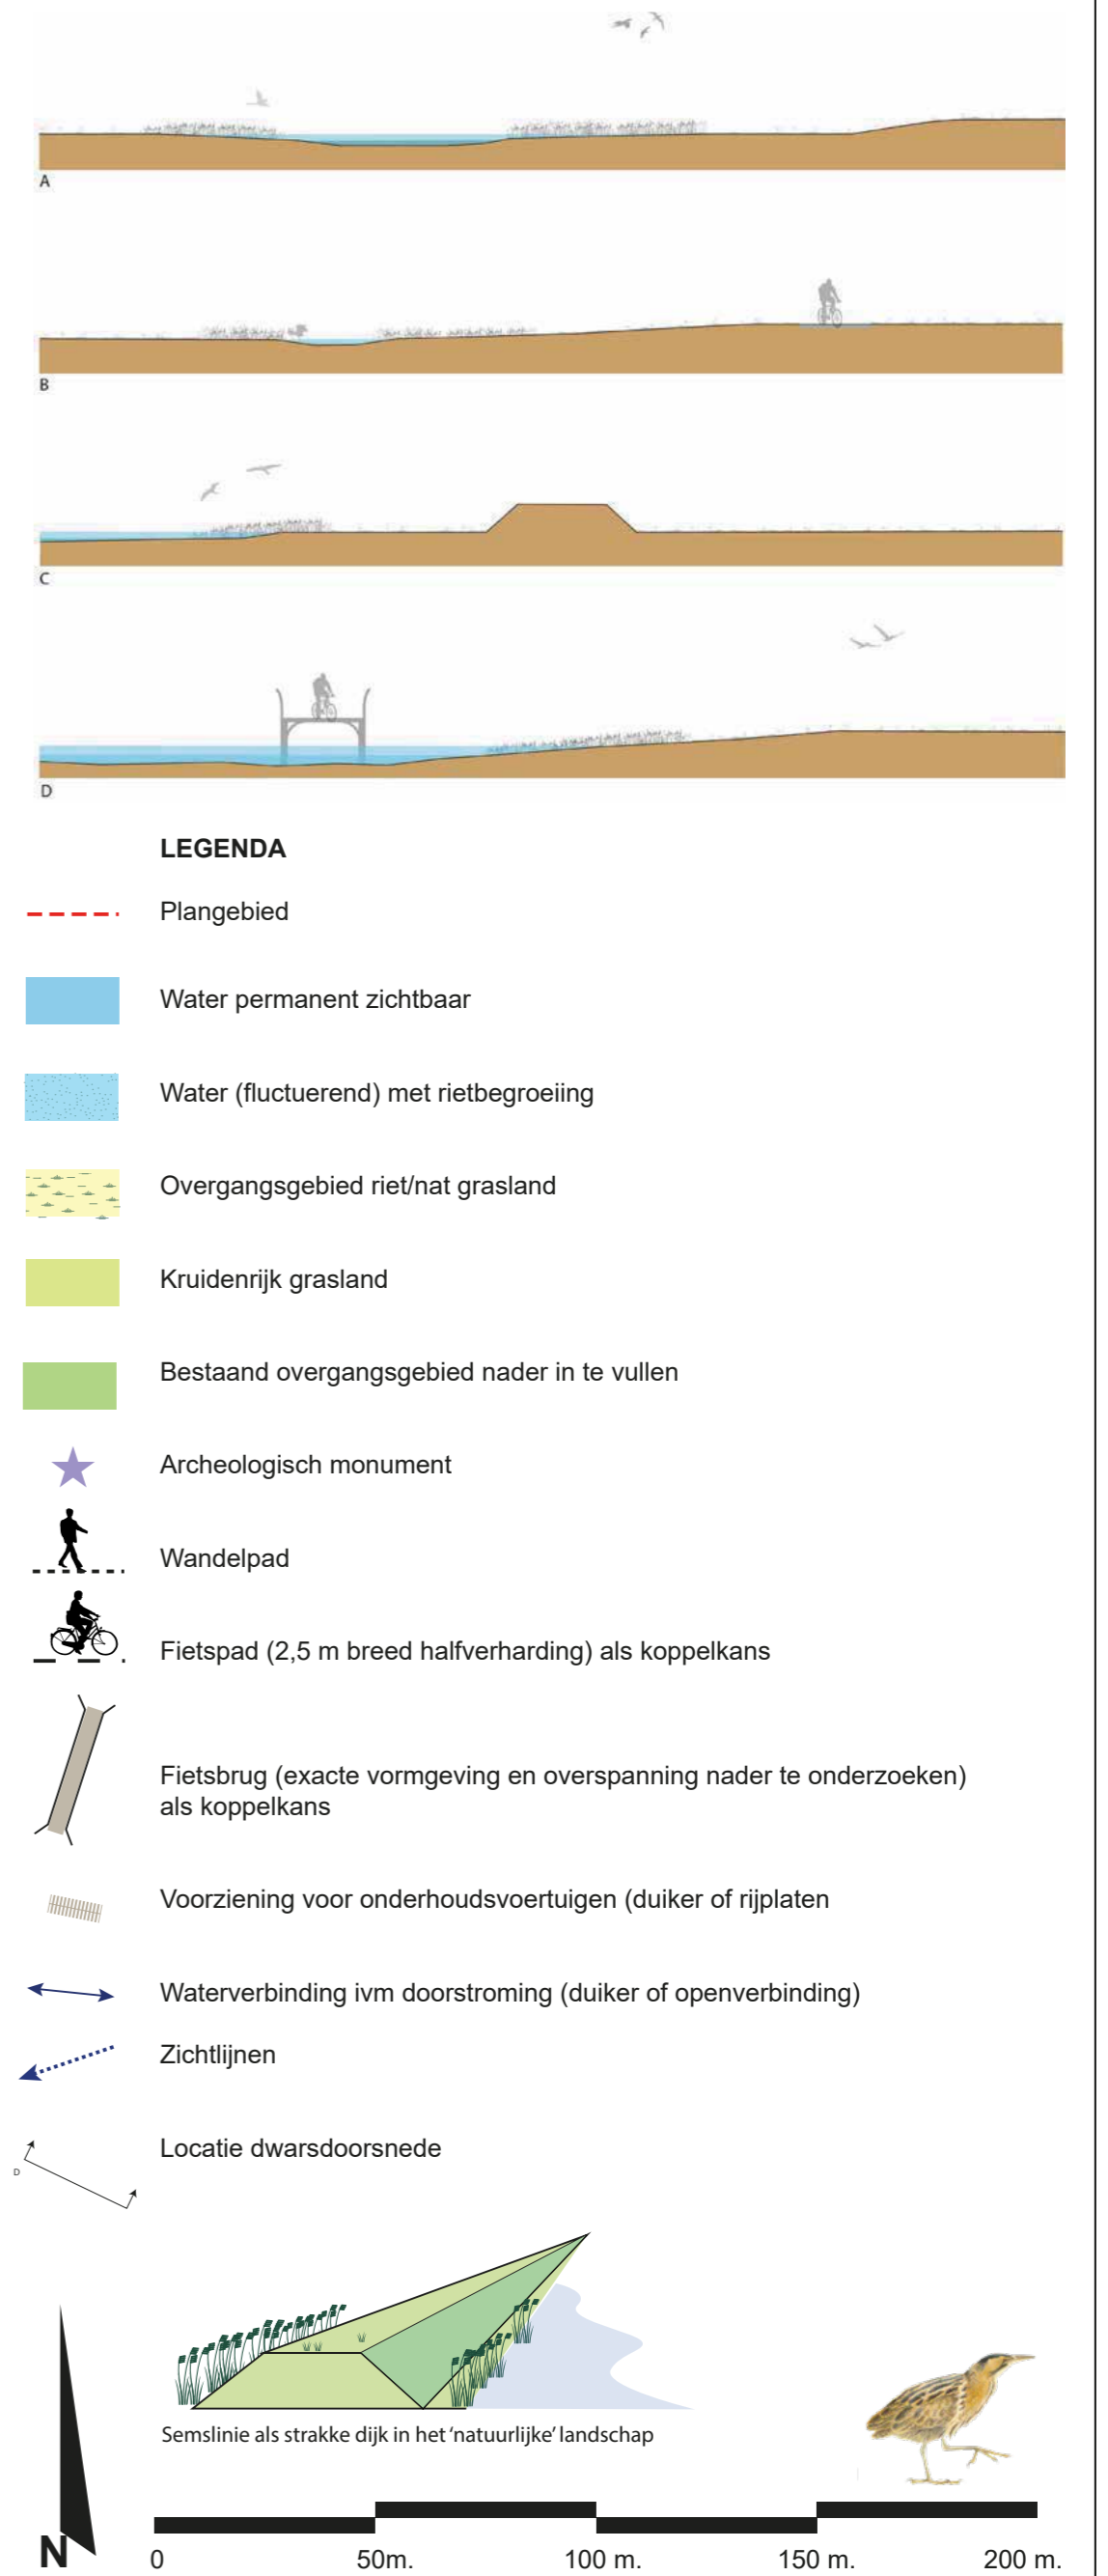 A
B
C
D
LEGENDA
Plangebied
Water permanent zichtbaar
Water (fluctuerend) met rietbegroeiing
Overgangsgebied riet/nat grasland
Kruidenrijk grasland
Bestaand overgangsgebied nader in te vullen
Archeologisch monument
Wandelpad
Fietspad (2,5 m breed halfverharding) als koppelkans
Fietsbrug (exacte vormgeving en overspanning nader te onderzoeken)
als koppelkans
Voorziening voor onderhoudsvoertuigen (duiker of rijplaten
Waterverbinding ivm doorstroming (duiker of openverbinding)
Zichtlijnen
Locatie dwarsdoorsnede
D
Semslinie als strakke dijk in het ‘natuurlijke’ landschap
N
0 50m. 100 m. 150 m. 200 m.